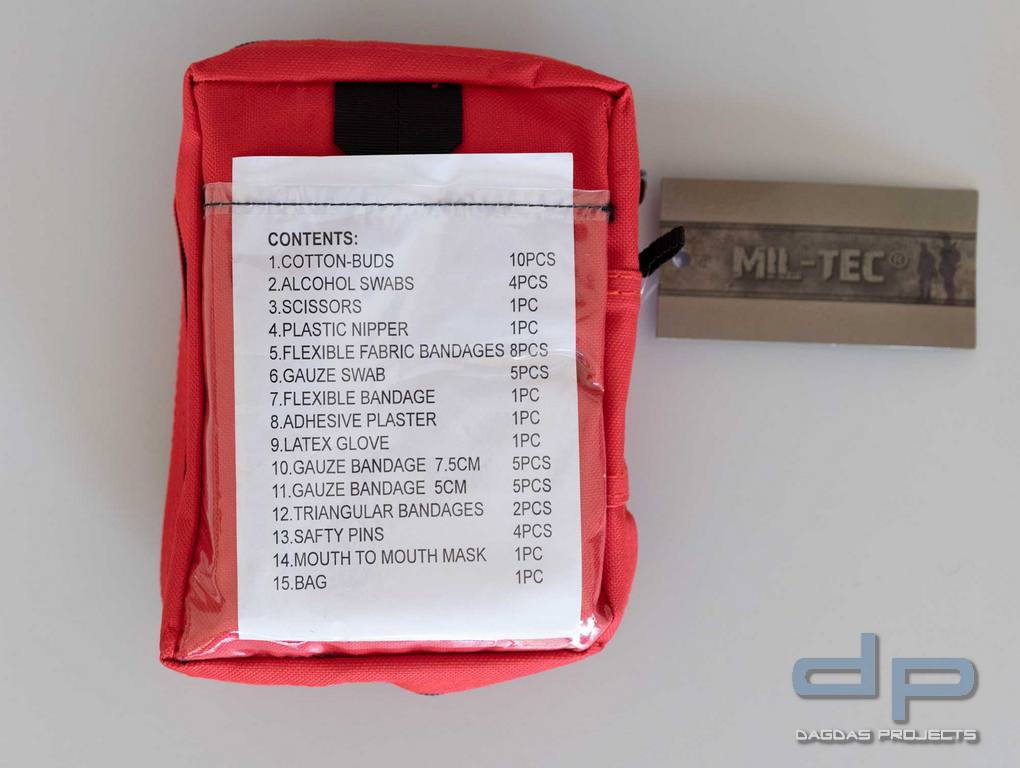 CONTENTS:
1.COTTON-BUDS 10PCS
2.ALCOHOL SWABS 4PCS
3.SCISSORS 1PC
4.PLASTIC NIPPER 1PC
5.FLEXIBLE FABRIC BANDAGES 8PCS
6.GAUZE SWAB 5PCS
7.FLEXIBLE BANDAGE 1PC
8.ADHESIVE PLASTER 1PC
9.LATEX GLOVE 1PC
10.GAUZE BANDAGE 7.5CM 5PCS
11.GAUZE BANDAGE 5CM 5PCS
12.TRIANGULAR BANDAGES 2PCS
13.SAFTY PINS 4PCS
14.MOUTH TO MOUTH MASK 1PC
15.BAG 1PC
MIL-TEC®
dp
DAGDAS PROJECTS